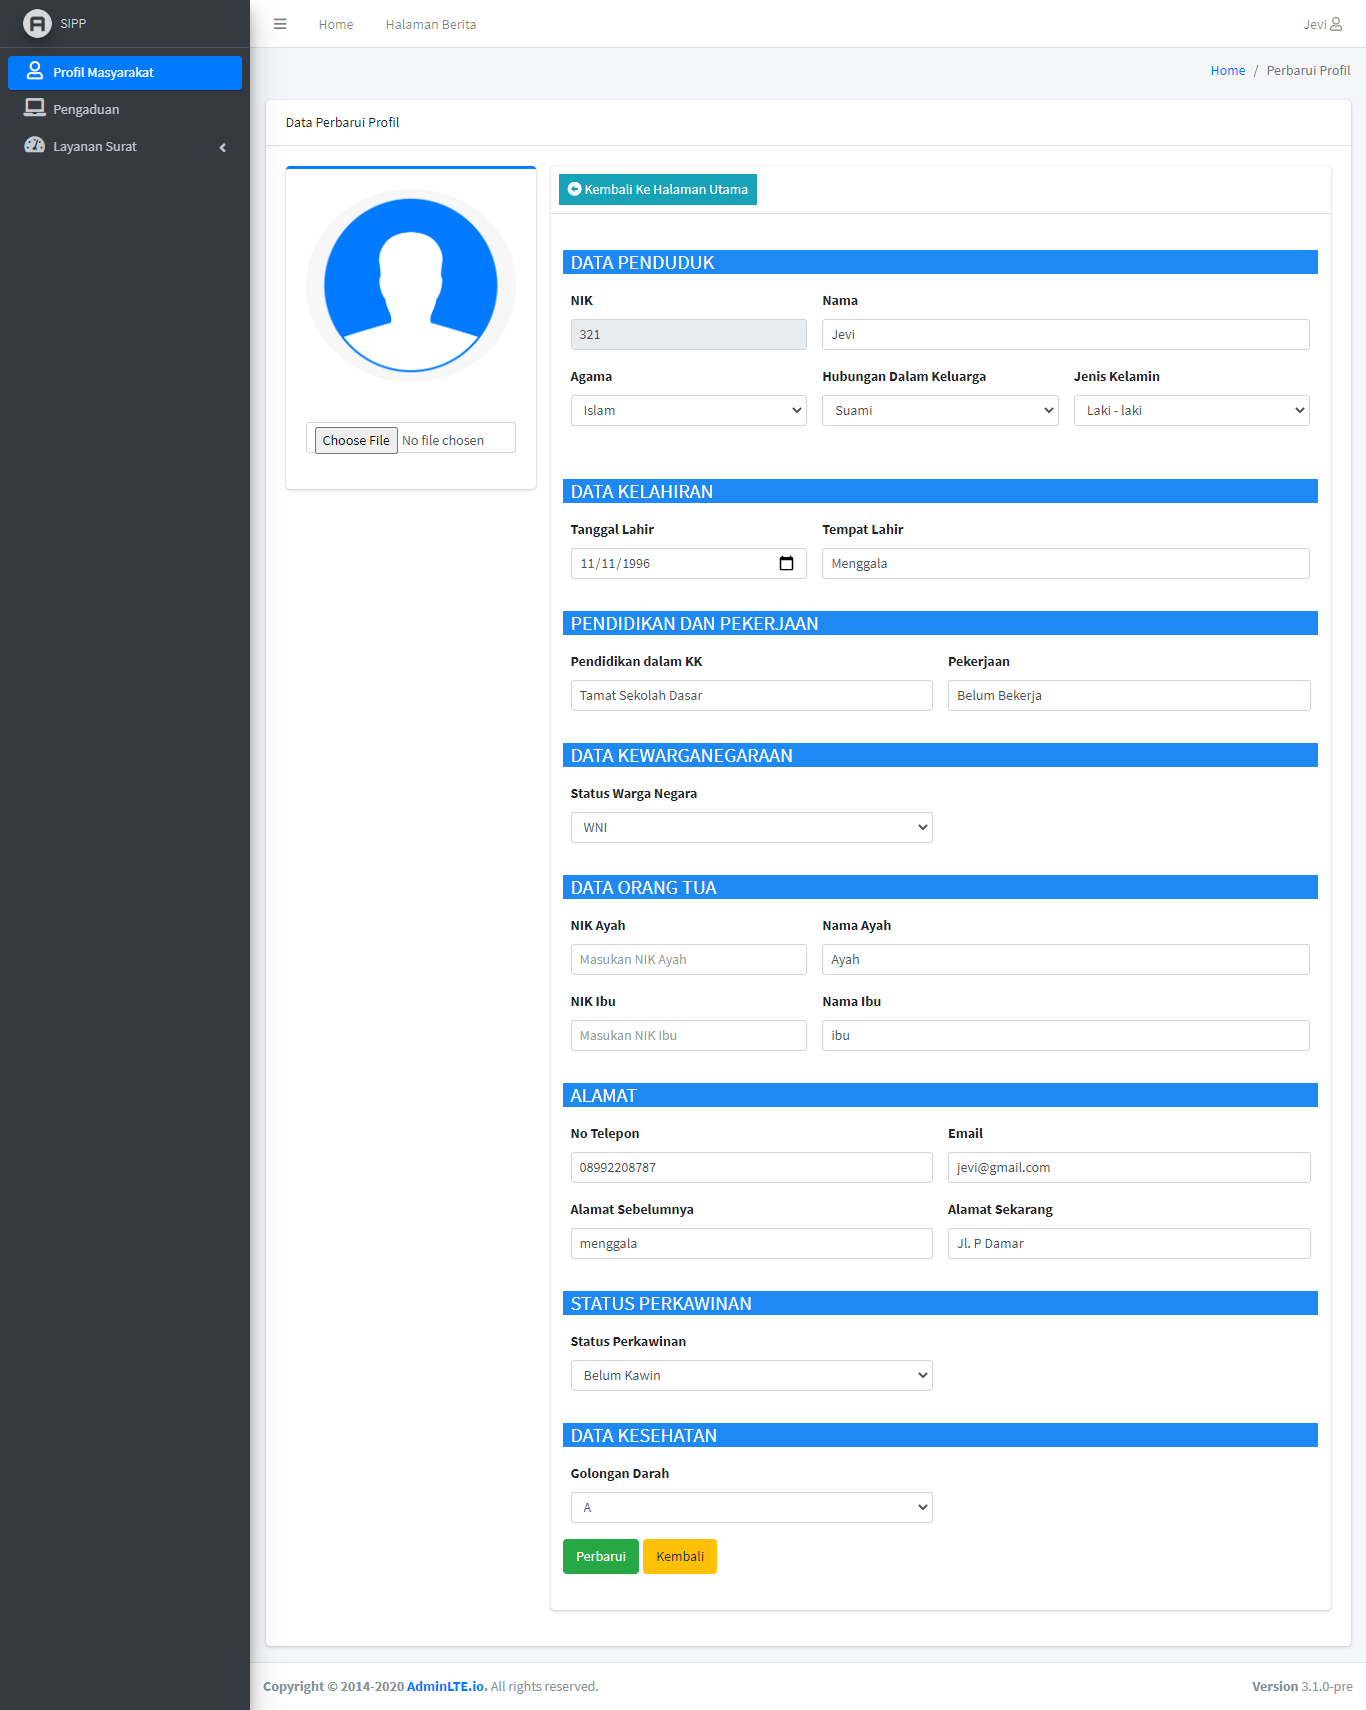 SIPP
Home Halaman Berita Jevi
Profil Masyarakat
Pengaduan
Layanan Surat
Home / Perbarui Profil
Data Perbarui Profil
Choose File No file chosen
Kembali Ke Halaman Utama
DATA PENDUDUK
NIK Nama
321 Jevi
Agama Hubungan Dalam Keluarga Jenis Kelamin
Islam Suami Laki - laki
DATA KELAHIRAN
Tanggal Lahir Tempat Lahir
11/11/1996 Menggala
PENDIDIKAN DAN PEKERJAAN
Pendidikan dalam KK Pekerjaan
Tamat Sekolah Dasar Belum Bekerja
DATA KEWARGANEGARAAN
Status Warga Negara
WNI
DATA ORANG TUA
NIK Ayah Nama Ayah
Masukan NIK Ayah Ayah
NIK Ibu Nama Ibu
Masukan NIK Ibu ibu
ALAMAT
No Telepon Email
08992208787 jevi@gmail.com
Alamat Sebelumnya Alamat Sekarang
menggala Jl. P Damar
STATUS PERKAWINAN
Status Perkawinan
Belum Kawin
DATA KESEHATAN
Golongan Darah
A
Perbarui Kembali
Copyright © 2014-2020 AdminLTE.io. All rights reserved. Version 3.1.0-pre